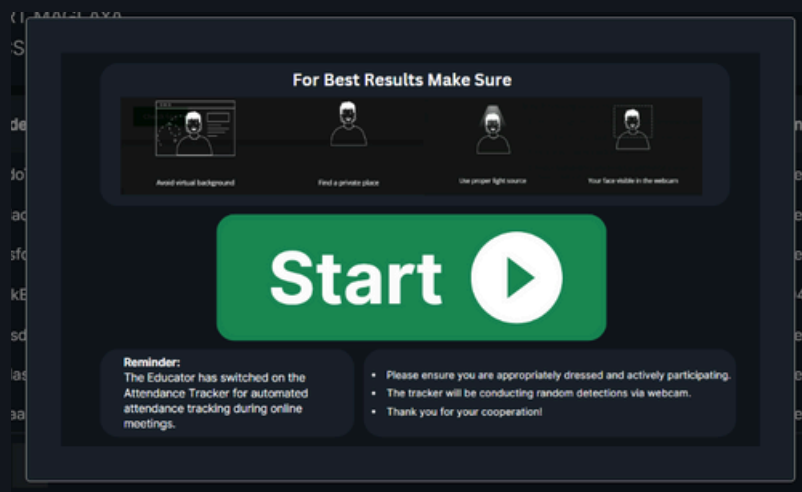 For Best Results Make Sure
Avoid virtual background
Find a private place
Use proper light source
Your face visible in the webcam
Start
Reminder:
The Educator has switched on the
Attendance Tracker for automated
attendance tracking during online
meetings.
• Please ensure you are appropriately dressed and actively participating.
• The tracker will be conducting random detections via webcam.
• Thank you for your cooperation!